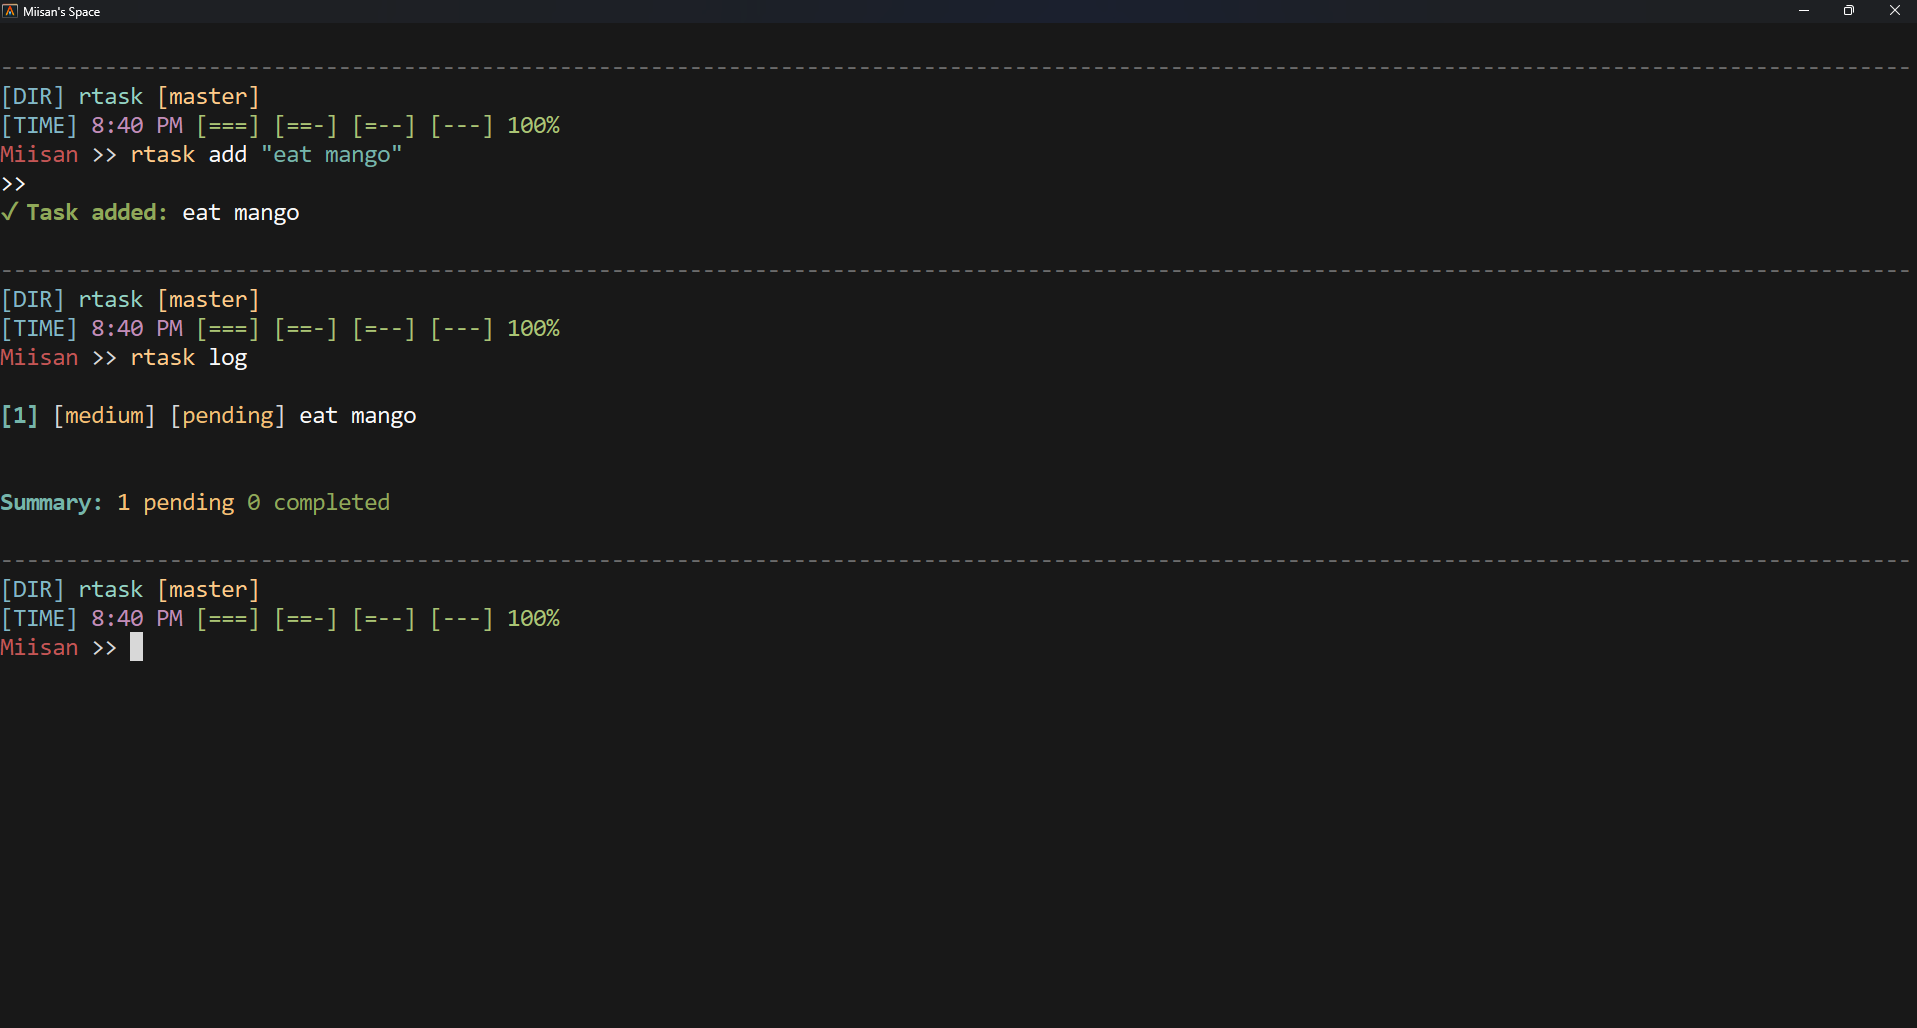 Miisan's Space
[DIR] rtask [master]
[TIME] 8:40 PM [===] [==-] [=--] [---] 100%
Miisan >> rtask add "eat mango"
>>
✓ Task added: eat mango
[DIR] rtask [master]
[TIME] 8:40 PM [===] [==-] [=--] [---] 100%
Miisan >> rtask log
[1] [medium] [pending] eat mango
Summary: 1 pending 0 completed
[DIR] rtask [master]
[TIME] 8:40 PM [===] [==-] [=--] [---] 100%
Miisan >>